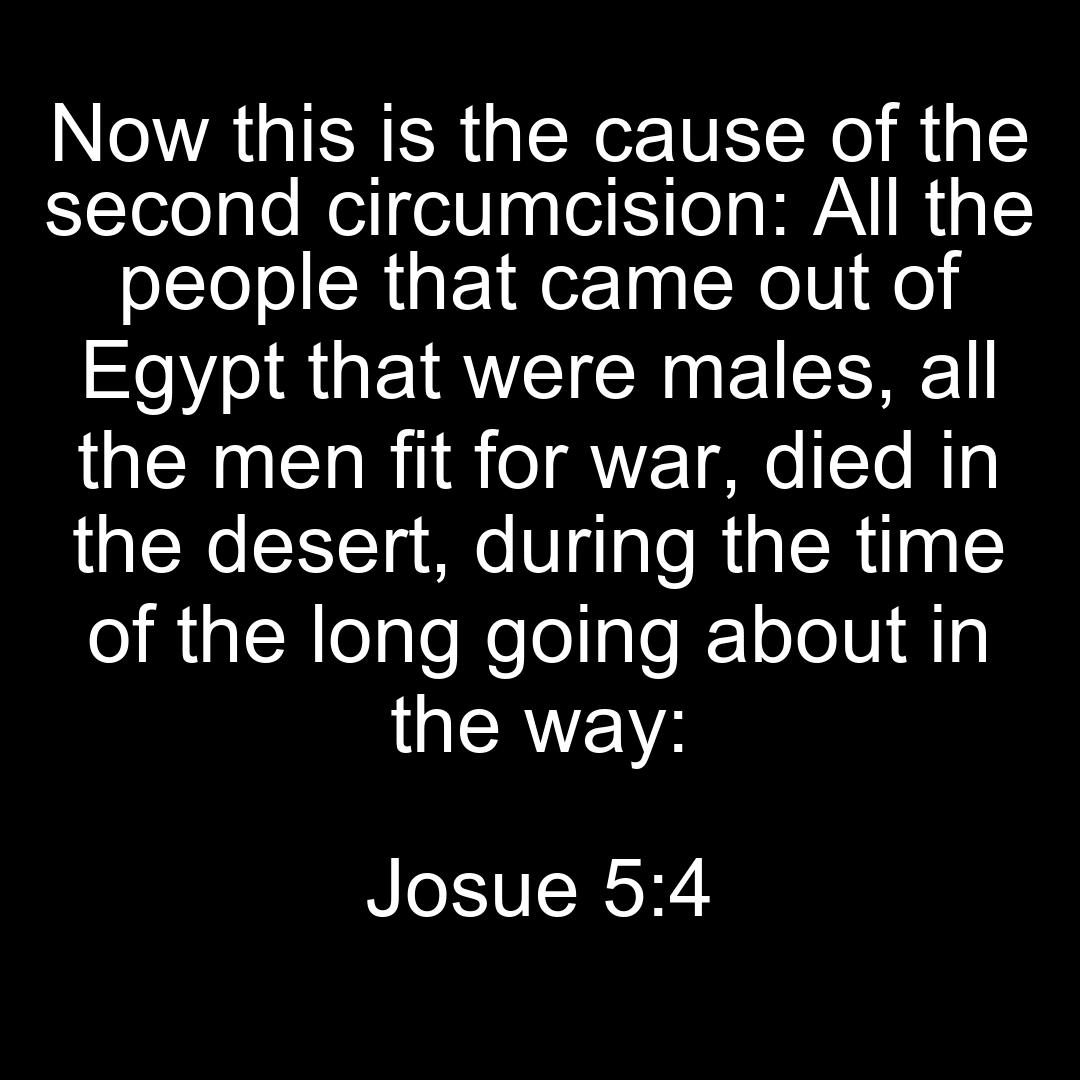 Now this is the cause of the
second circumcision: All the
people that came out of
Egypt that were males, all
the men fit for war, died in
the desert, during the time
of the long going about in
the way:
Josue 5:4